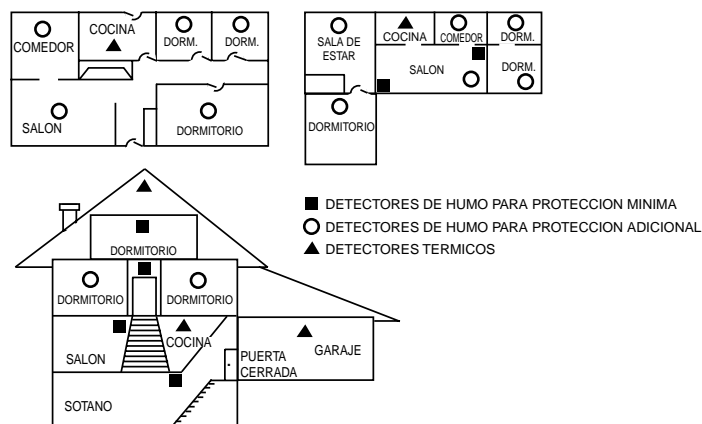 COMEDOR
COCINA
DORM.
DORM.
SALON
DORMITORIO
SALA DE
ESTAR
COCINA
COMEDOR
DORM.
SALON
DORM.
DORMITORIO
DETECTORES DE HUMO PARA PROTECCION MINIMA
DETECTORES DE HUMO PARA PROTECCION ADICIONAL
DETECTORES TERMICOS
DORMITORIO
DORMITORIO
DORMITORIO
SALON
COCINA
PUERTA
CERRADA
GARAJE
SOTANO